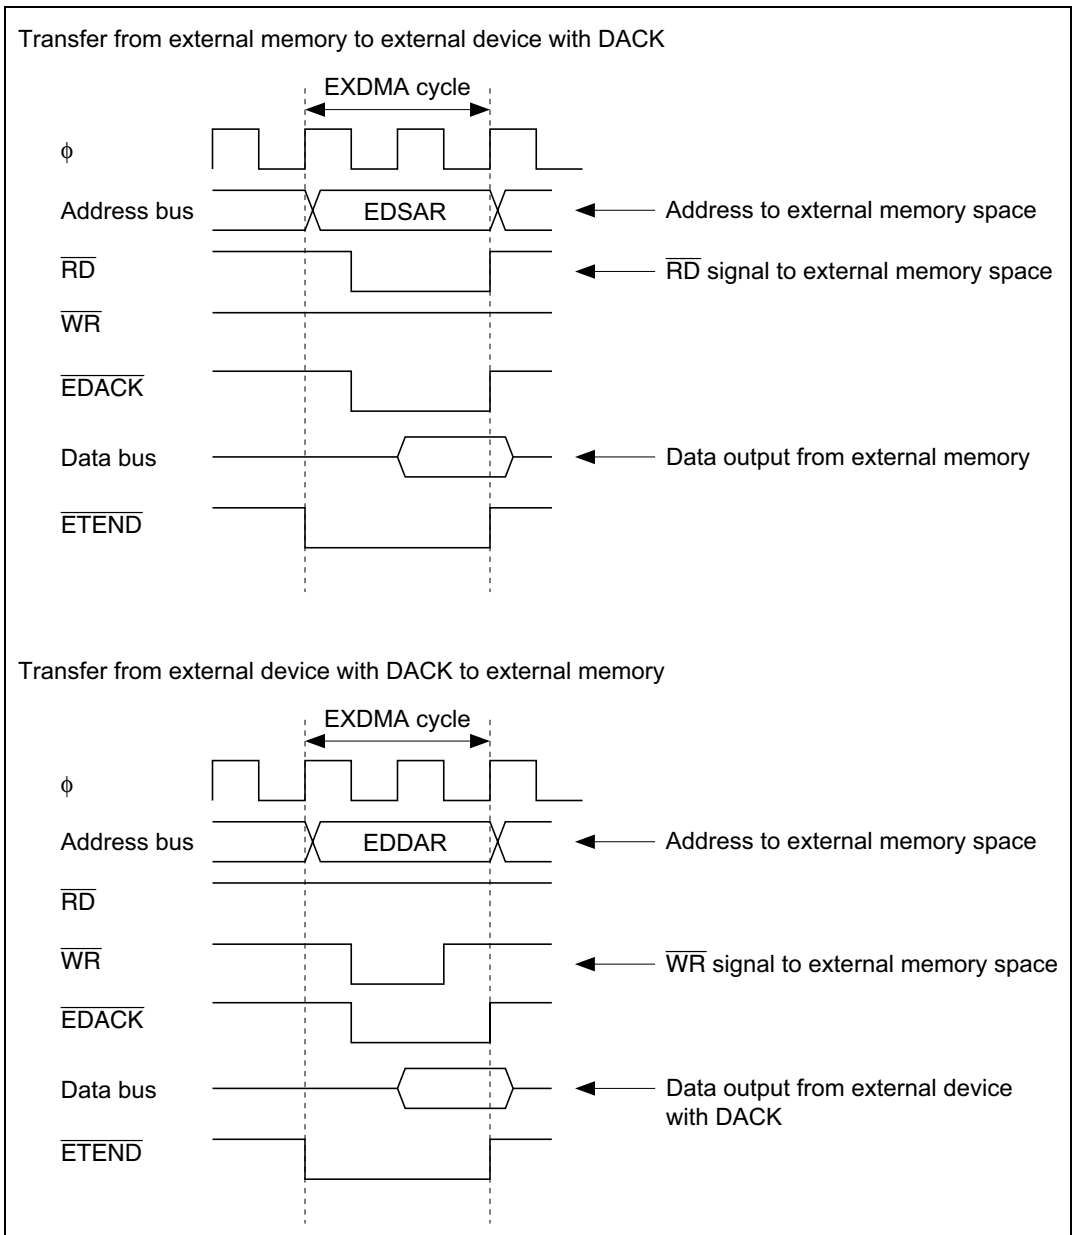 Transfer from external memory to external device with DACK
EXDMA cycle
ϕ
Address bus
EDSAR
Address to external memory space
RD
RD signal to external memory space
WR
EDACK
Data bus
Data output from external memory
ETEND
Transfer from external device with DACK to external memory
EXDMA cycle
ϕ
Address bus
EDDAR
Address to external memory space
RD
WR
WR signal to external memory space
EDACK
Data bus
Data output from external device
with DACK
ETEND